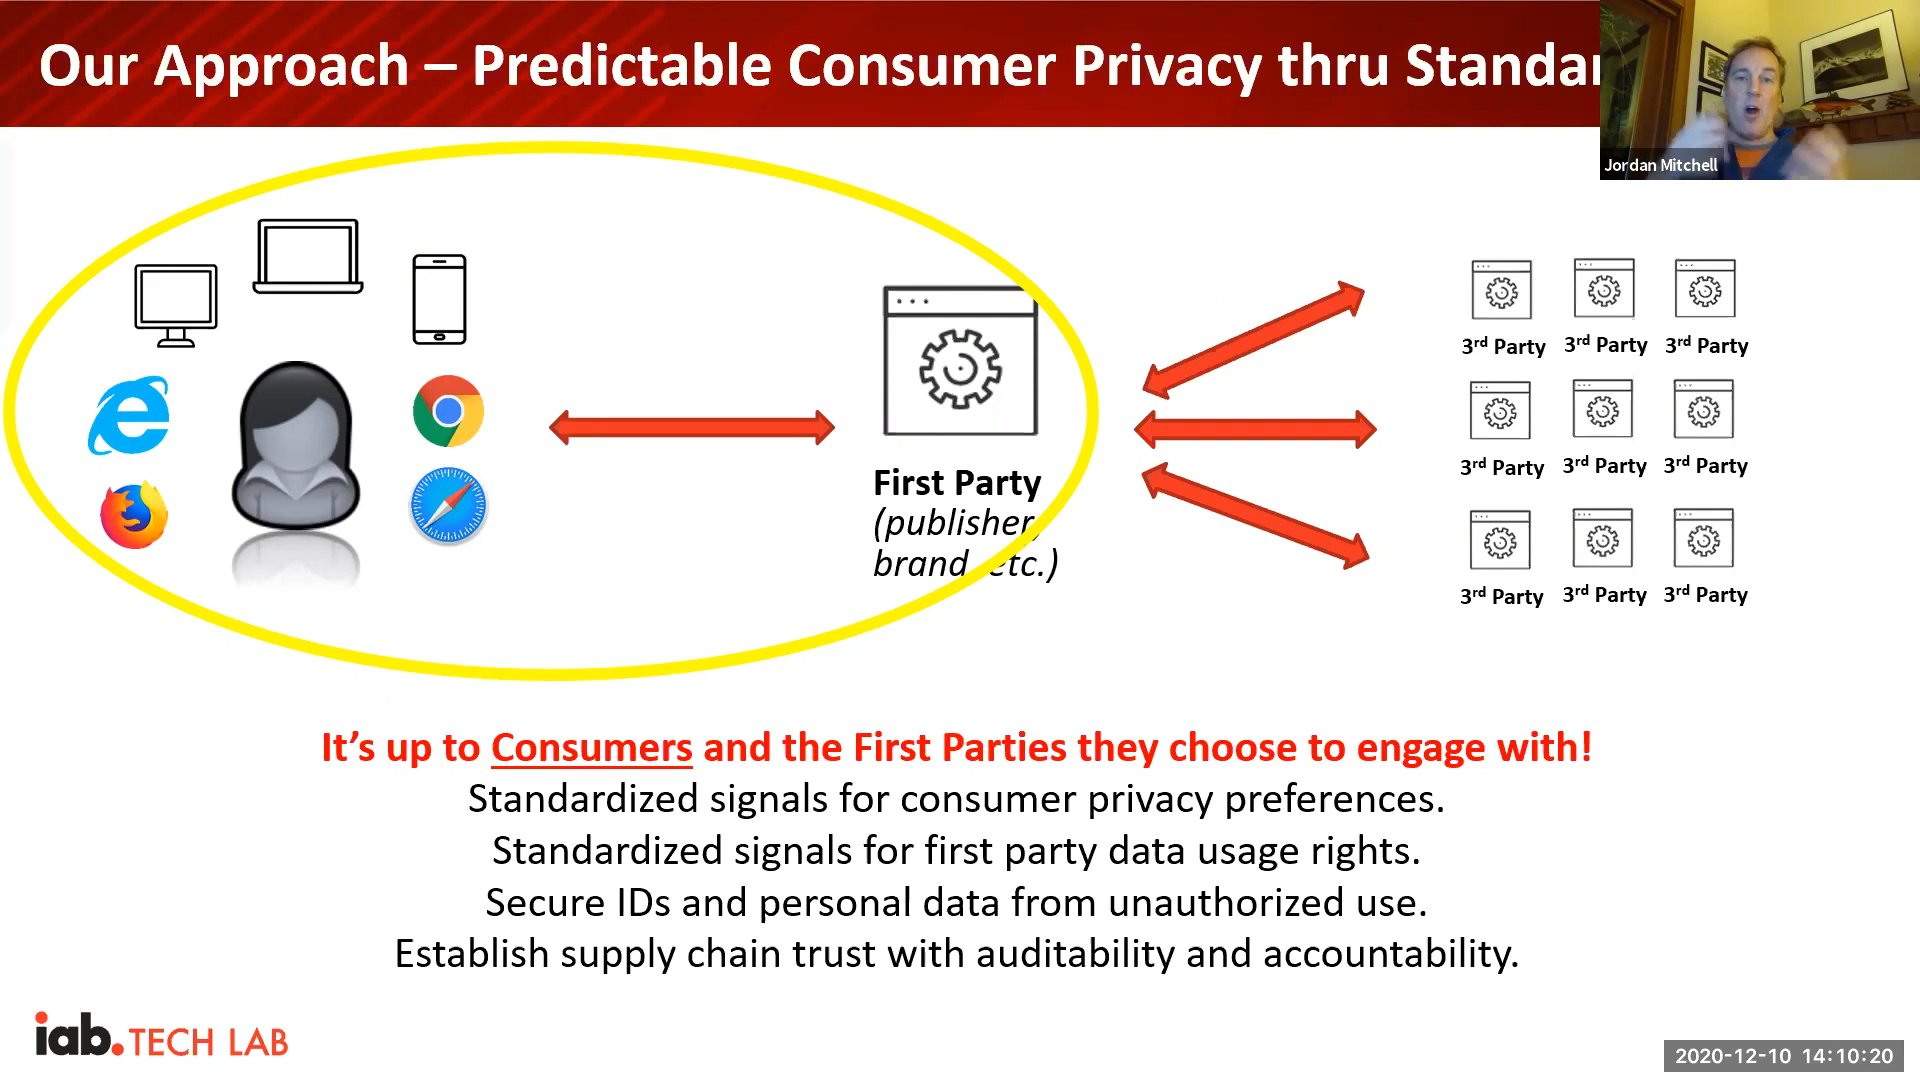 Our Approach – Predictable Consumer Privacy thru Standar
Jordan Mitchell
3rd Party 3rd Party 3rd Party
3rd Party 3rd Party 3rd Party
First Party
(publisher,
brand, etc.)
3rd Party 3rd Party 3rd Party
It's up to Consumers and the First Parties they choose to engage with!
Standardized signals for consumer privacy preferences.
Standardized signals for first party data usage rights.
Secure IDs and personal data from unauthorized use.
Establish supply chain trust with auditability and accountability.
iab.TECH LAB
2020-12-10 14:10:20